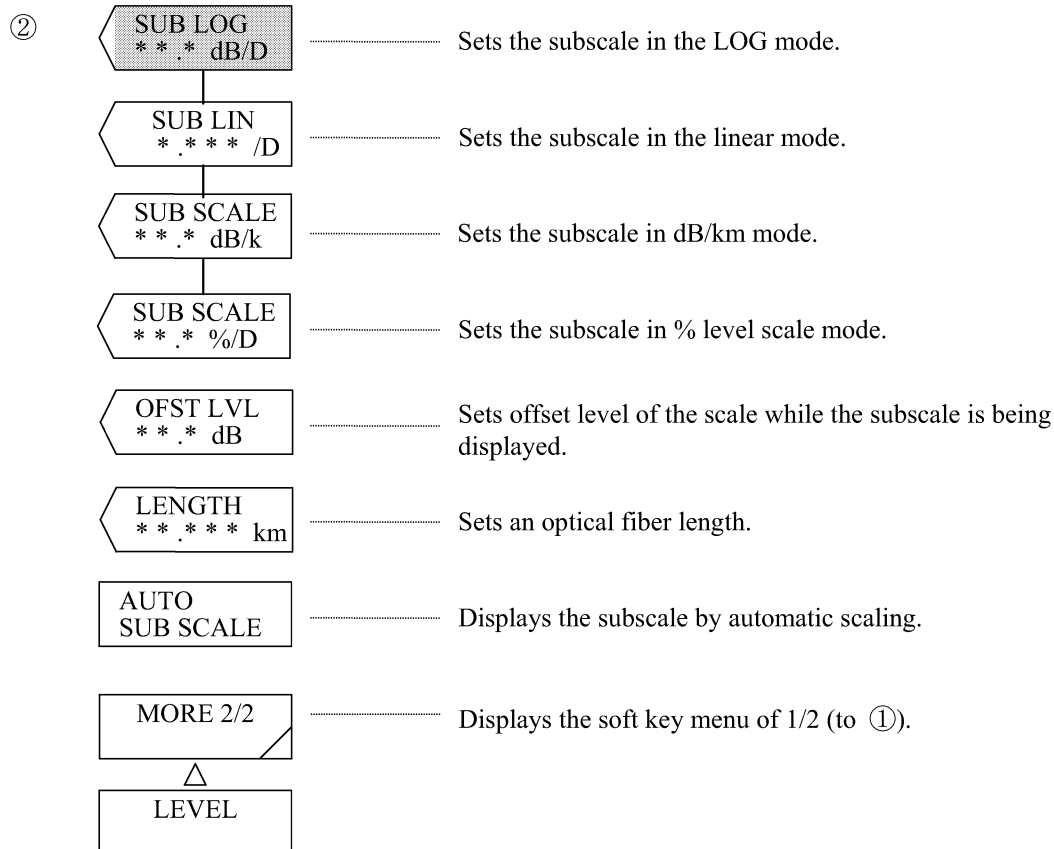 ②
SUB LOG
* * . * dB/D
Sets the subscale in the LOG mode.
SUB LIN
* . * * * /D
Sets the subscale in the linear mode.
SUB SCALE
* * . * dB/k
Sets the subscale in dB/km mode.
SUB SCALE
* * . * %/D
Sets the subscale in % level scale mode.
OFST LVL
* * . * dB
Sets offset level of the scale while the subscale is being
displayed.
LENGTH
* * . * * * km
Sets an optical fiber length.
AUTO
SUB SCALE
Displays the subscale by automatic scaling.
MORE 2/2
Displays the soft key menu of 1/2 (to ①).
LEVEL